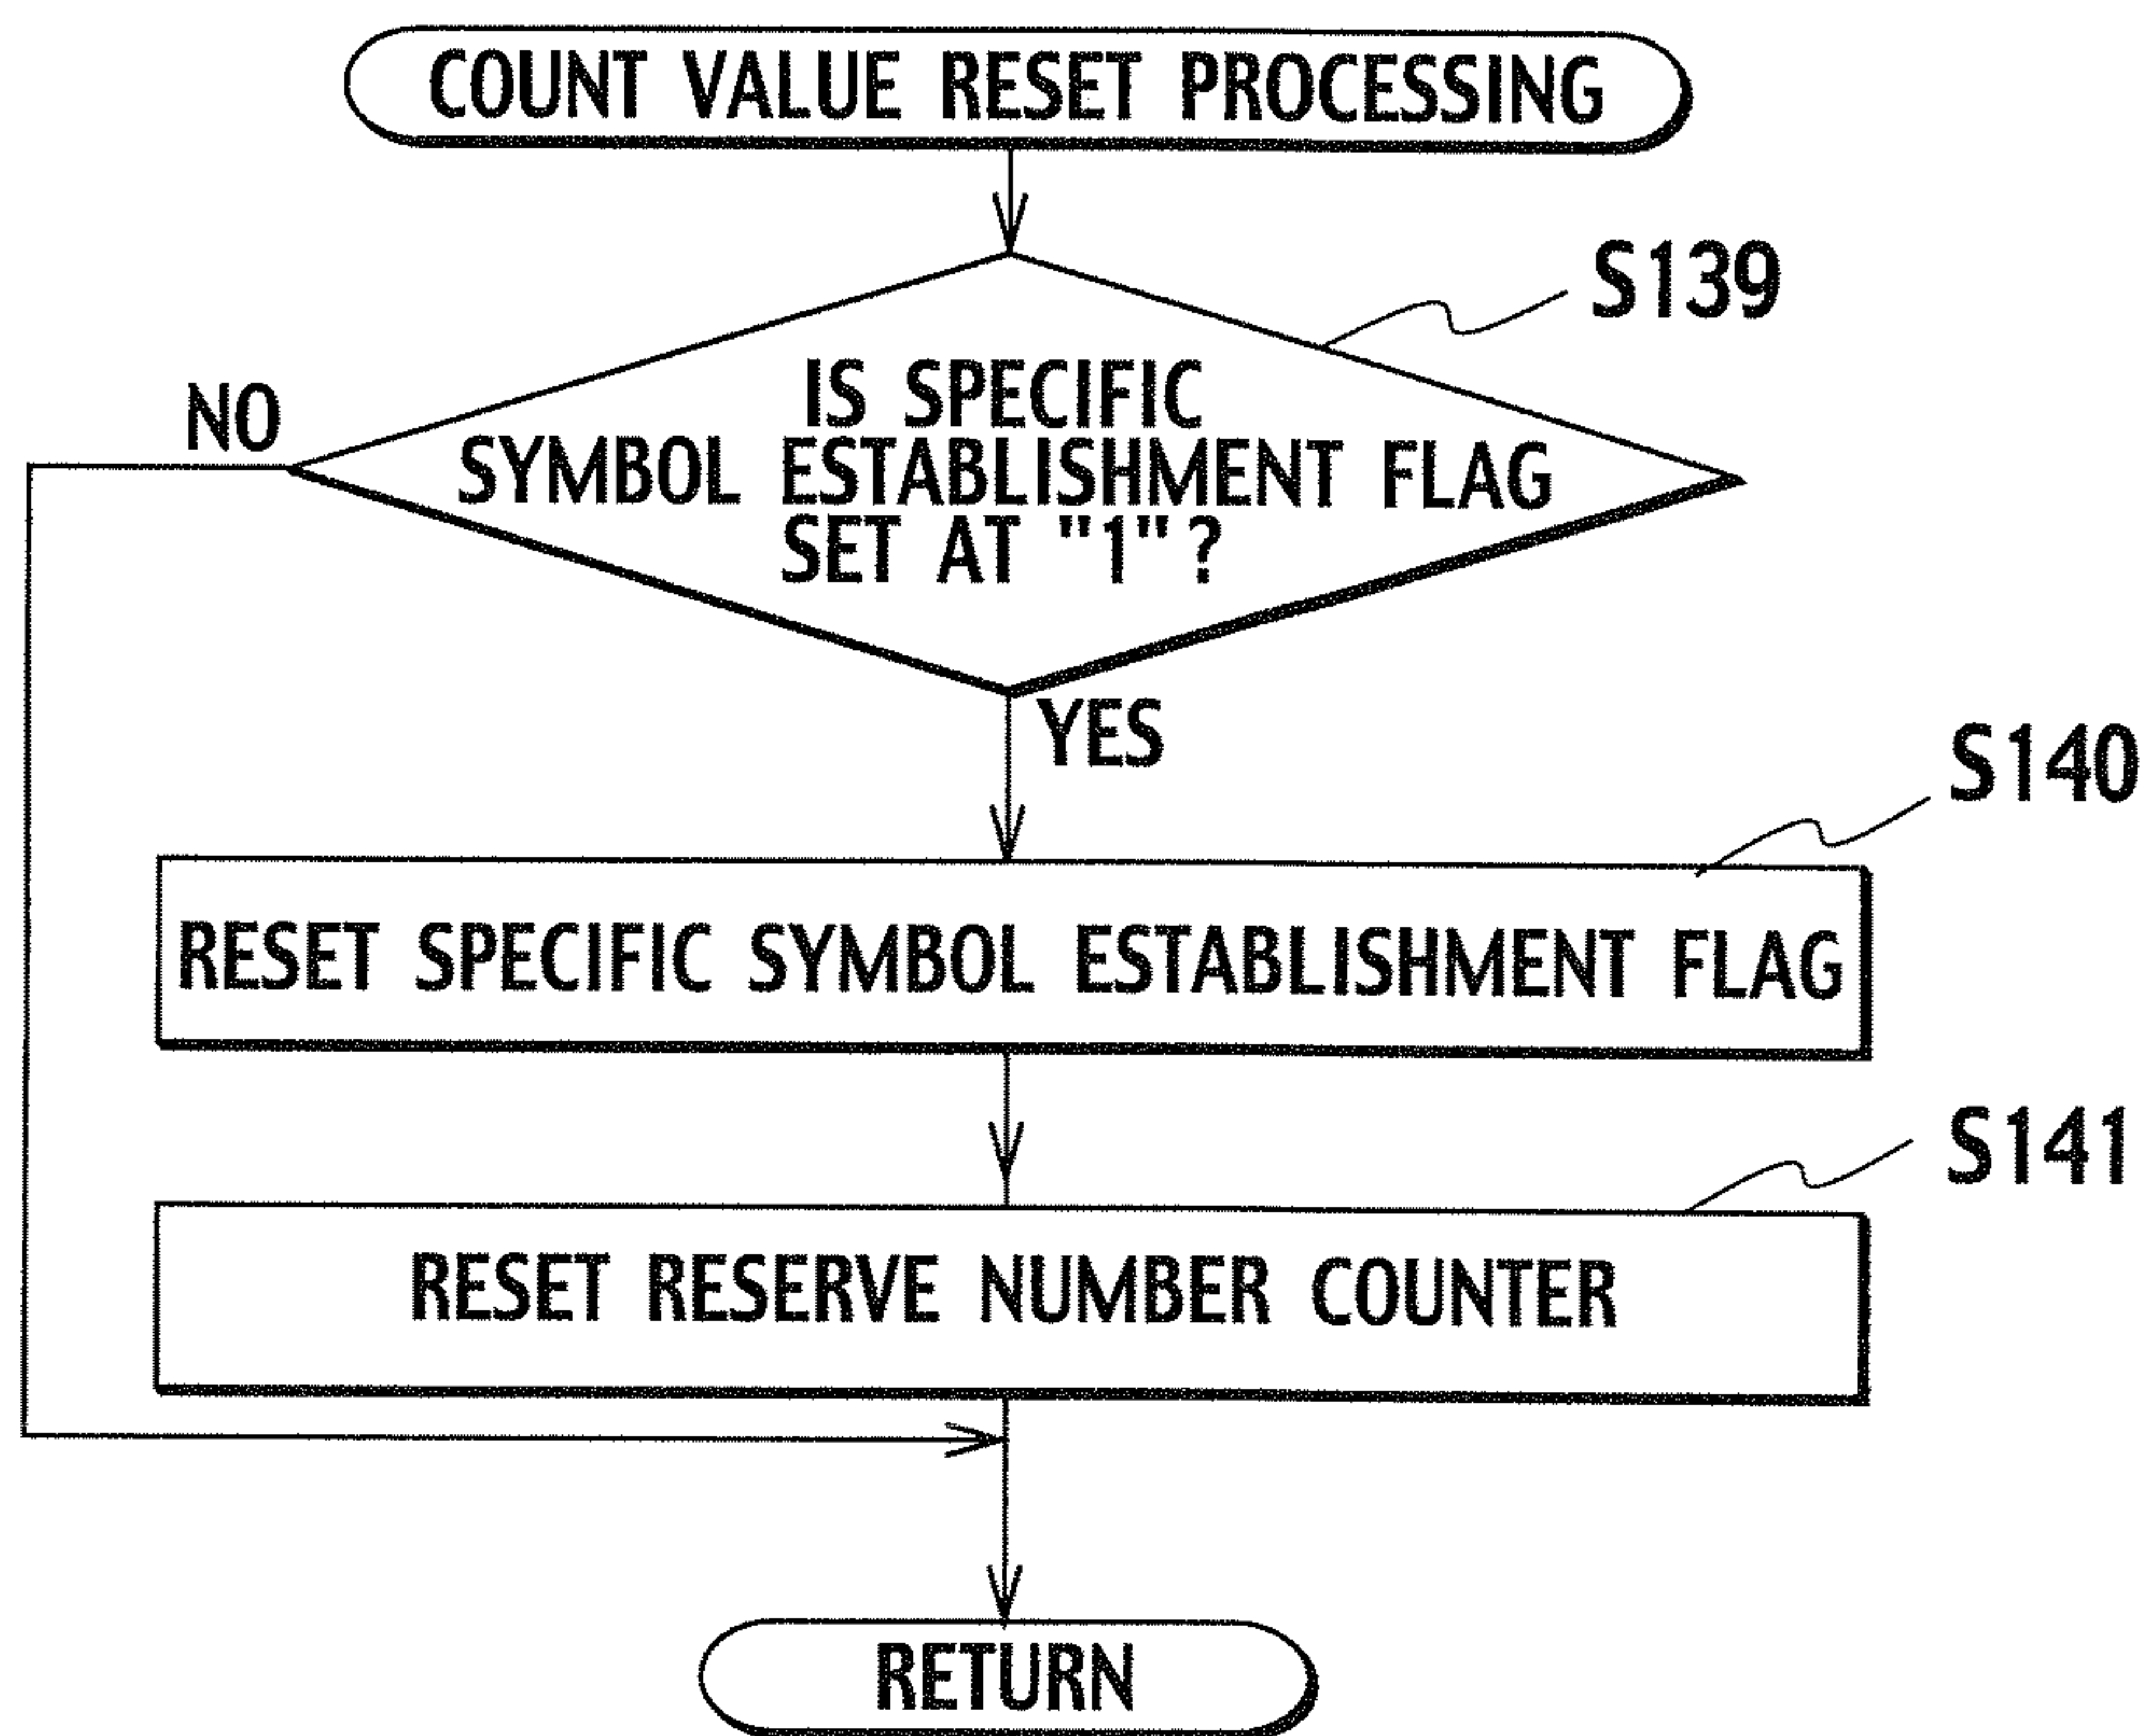 COUNT VALUE RESET PROCESSING
S139
IS SPECIFIC
SYMBOL ESTABLISHMENT FLAG
SET AT "1"?
NO
YES
S140
RESET SPECIFIC SYMBOL ESTABLISHMENT FLAG
S141
RESET RESERVE NUMBER COUNTER
RETURN